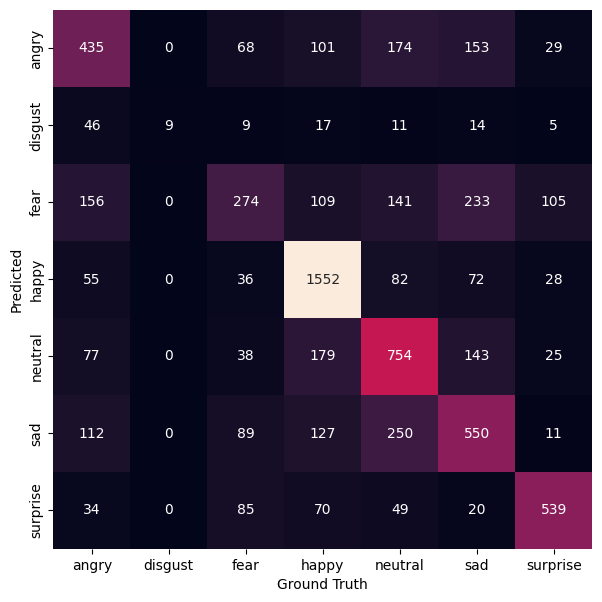 angry 435 0 68 101 174 153 29
disgust 46 9 9 17 11 14 5
fear 156 0 274 109 141 233 105
happy 55 0 36 1552 82 72 28
neutral 77 0 38 179 754 143 25
sad 112 0 89 127 250 550 11
surprise 34 0 85 70 49 20 539
Predicted
angry disgust fear happy neutral sad surprise
Ground Truth